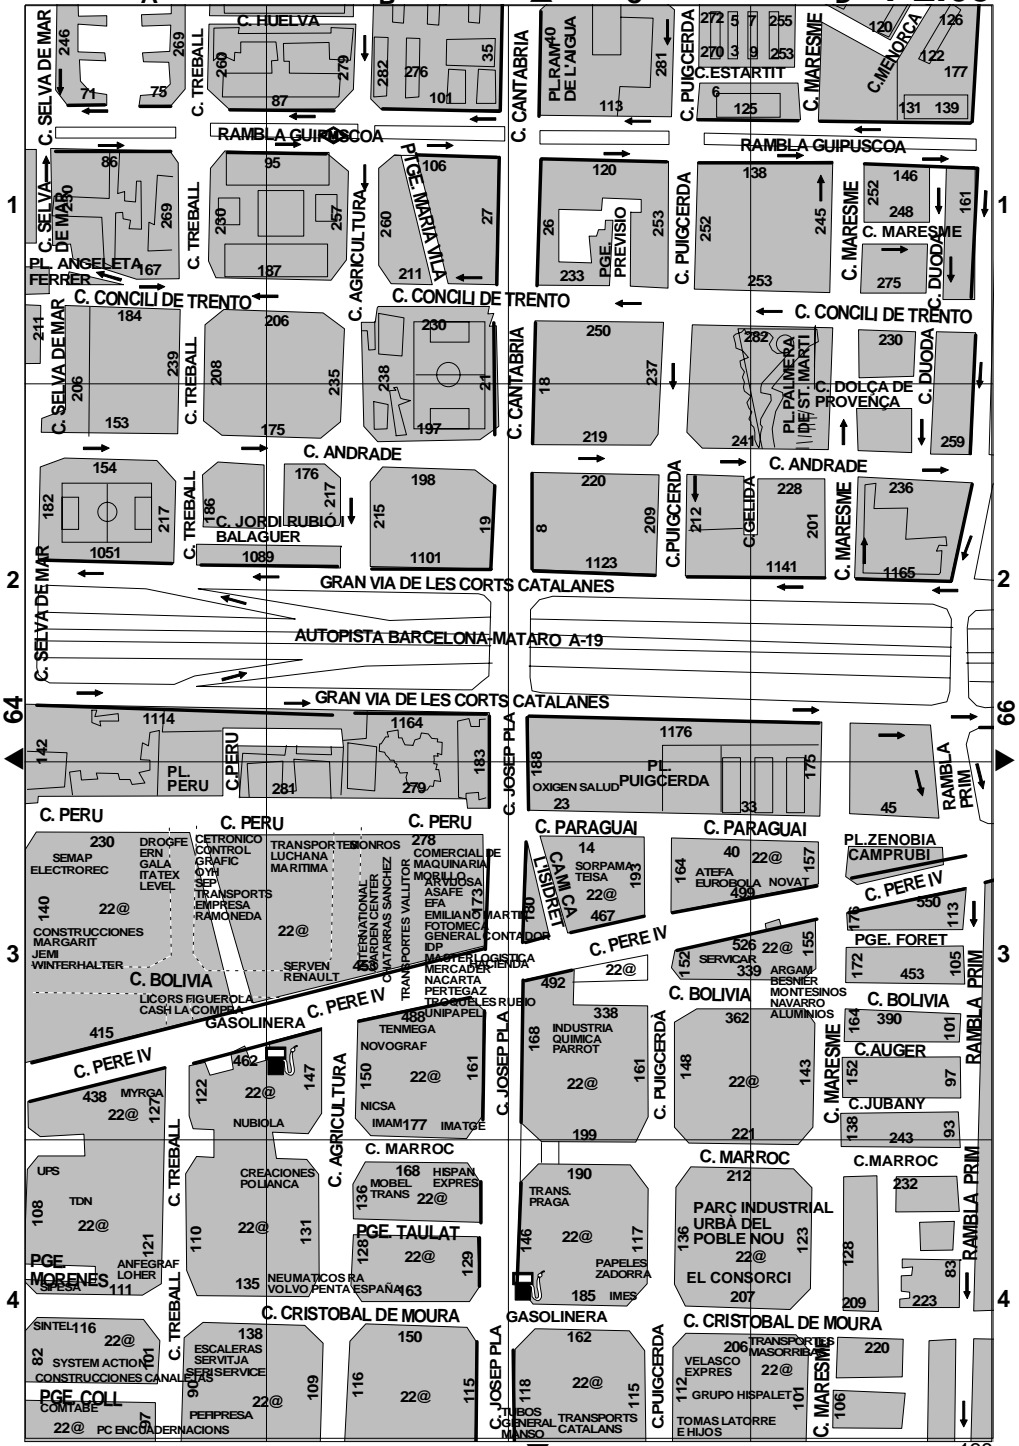 C. HUELVA
246
269
260
279
282
276
35
C. SELVA DE MAR
C. TREBALL
71
75
87
101
C. CANTABRIA
PL.RAM
DE L'AIGUA
40
281
113
C. PUIGCERDA
272 5 7 255
270 3 9 253
C.ESTARTIT
6
125
C. MARESME
120
126
122
177
C.MENORCA
131 139
RAMBLA GUIPUSCOA
RAMBLA GUIPUSCOA
1
86
95
106
120
138
146
1
C. SELVA
DE MAR
269
C. TREBALL
230
257
C. AGRICULTURA
260
PTGE. MARIA VILA
27
26
PGE.
PREVISIO
253
C. PUIGCERDA
252
245
C. MARESME
252
248
C. MARESME
161
C. DUODA
PL. ANGELETA
FERRER
167
187
211
233
253
275
C. CONCILI DE TRENTO
C. CONCILI DE TRENTO
C. CONCILI DE TRENTO
211
C. SELVA DE MAR
184
206
239
153
C. TREBALL
206
208
235
175
230
238
21
197
C. CANTABRIA
250
18
237
219
282
PL.PALMERA
DE ST. MARTI
241
230
C. DOLÇA DE
PROVENÇA
C. DUODA
259
C. ANDRADE
C. ANDRADE
154
182
217
1051
C. TREBALL
186
176
217
C. JORDI RUBIÓ I
BALAGUER
1089
198
215
19
1101
220
8
209
1123
C.PUIGCERDA
212
C.GELIDA
228
201
1141
C. MARESME
236
1165
2
GRAN VIA DE LES CORTS CATALANES
2
C. SELVA DE MAR
AUTOPISTA BARCELONA-MATARO A-19
GRAN VIA DE LES CORTS CATALANES
64
66
1114
142
PL.
PERU
C.PERU
281
1164
279
183
C. JOSEP PLA
188
1176
PL.
PUIGCERDA
OXIGEN SALUD
23
33
175
45
RAMBLA
PRIM
C. PERU
C. PERU
C. PERU
C. PARAGUAI
C. PARAGUAI
PL.ZENOBIA
CAMPRUBI
230
SEMAP
ELECTROREC
140
22@
CONSTRUCCIONES
MARGARIT
JEMI
WINTERHALTER
DROGFE
ERN
GALA
ITATEX
LEVEL
CETRONICO
CONTROL
GRAFIC
OYH
SEP
TRANSPORTS
EMPRESA
RAMONEDA
TRANSPORTES
LUCHANA
MARITIMA
MONROS
22@
INTERNATIONAL
WARIEN CENTER
CHATARRAS SANCHEZ
TRANSPORTES VALLITOR
SERVEN
RENAULT
453
278
COMERCIAL DE
MAQUINARIA
MORILLO
ARVIDOSA
ASAFE
EFA
EMILIANO MARTIN
FOTOMECA
GENERAL CONTADOR
IDP
MASTERLOGISTICA
MERCADER
NACARTA
PERTEGAZ
TROQUELES RUBIO
UNIPAPEL
HACIENDA
173
180
CAMI CA
L'ISIDRET
14
SORPAMA
TEISA
22@
193
467
164
40
22@
157
ATEFA
EUROBOLA
NOVAT
499
C. PERE IV
176
550
113
3
C. PERE IV
3
152
526
SERVICAR
22@
155
339
PGE. FORET
172
453
105
22@
C. BOLIVIA
C. BOLIVIA
C. BOLIVIA
LICORS FIGUEROLA
CASH LA COMPRA
415
GASOLINERA
C. PERE IV
C. PERE IV
ARGAM
BESNIER
MONTESINOS
NAVARRO
ALUMINIOS
164
390
101
C.AUGER
152
97
C.JUBANY
138
243
93
RAMBLA PRIM
438
MYRGA
22@
127
462
122
22@
147
NUBIOLA
488
TENMEGA
NOVOGRAF
150
22@
161
NICSA
IMAM
177
IMATGE
C. AGRICULTURA
C. JOSEP PLA
492
168
338
INDUSTRIA
QUIMICA
PARROT
22@
161
199
C. PUIGCERDÀ
362
148
22@
143
221
C. MARESME
C. MARROC
C. MARROC
C.MARROC
UPS
108
TDN
22@
121
ANFEGRAF
LOHER
C. TREBALL
CREACIONES
POLIANCA
110
22@
131
135
NEUMATICOS RA
VOLVO PENTA ESPAÑA
168
136
MOBEL
TRANS
22@
HISPAN
EXPRES
PGE. TAULAT
128
22@
129
163
190
TRANS.
PRAGA
146
22@
117
PAPELES
ZADORRA
185
IMES
212
PARC INDUSTRIAL
URBÀ DEL
POBLE NOU
136
22@
123
EL CONSORCI
207
128
209
232
83
223
RAMBLA PRIM
PGE.
MORENES
SIPESA
111
4
4
C. CRISTOBAL DE MOURA
GASOLINERA
C. CRISTOBAL DE MOURA
SINTEL
116
82
22@
101
SYSTEM ACTION
CONSTRUCCIONES CANALEJAS
PGE. COLL
COMTABE
22@
97
PC ENCUADERNACIONS
C. TREBALL
138
ESCALERAS
SERVITJA
SERISERVICE
90
22@
109
PEFIPRESA
150
116
22@
115
C. JOSEP PLA
162
118
22@
115
TUBOS
GENERAL
MANSO
TRANSPORTS
CATALANS
C.PUIGCERDA
206
TRANSPORTES
MASORRIBAS
VELASCO
EXPRES
22@
112
101
GRUPO HISPALET
TOMAS LATORRE
E HIJOS
C. MARESME
220
106